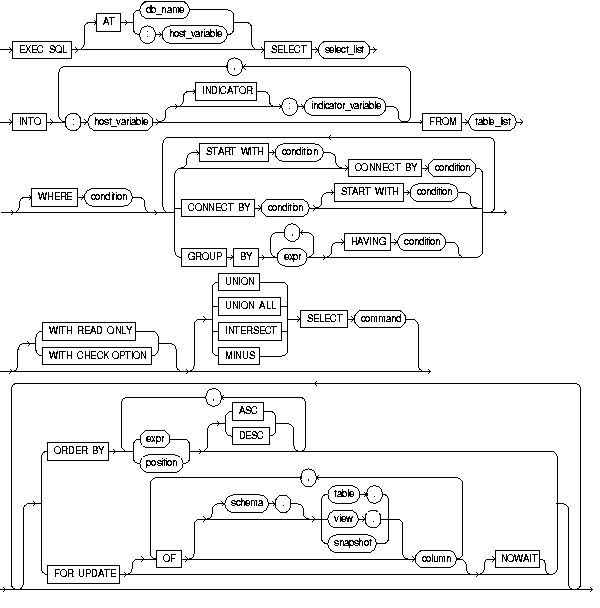 db_name
AT : host_variable
EXEC SQL SELECT select_list
,
INDICATOR
INTO : host_variable : indicator_variable FROM table_list
START WITH condition
CONNECT BY condition
WHERE condition START WITH condition
CONNECT BY condition
, HAVING condition
GROUP BY expr
UNION
UNION ALL
INTERSECT SELECT command
WITH READ ONLY
WITH CHECK OPTION MINUS
,
ASC
expr DESC
ORDER BY
position
,
schema . table .
view .
snapshot
OF column NOWAIT
FOR UPDATE